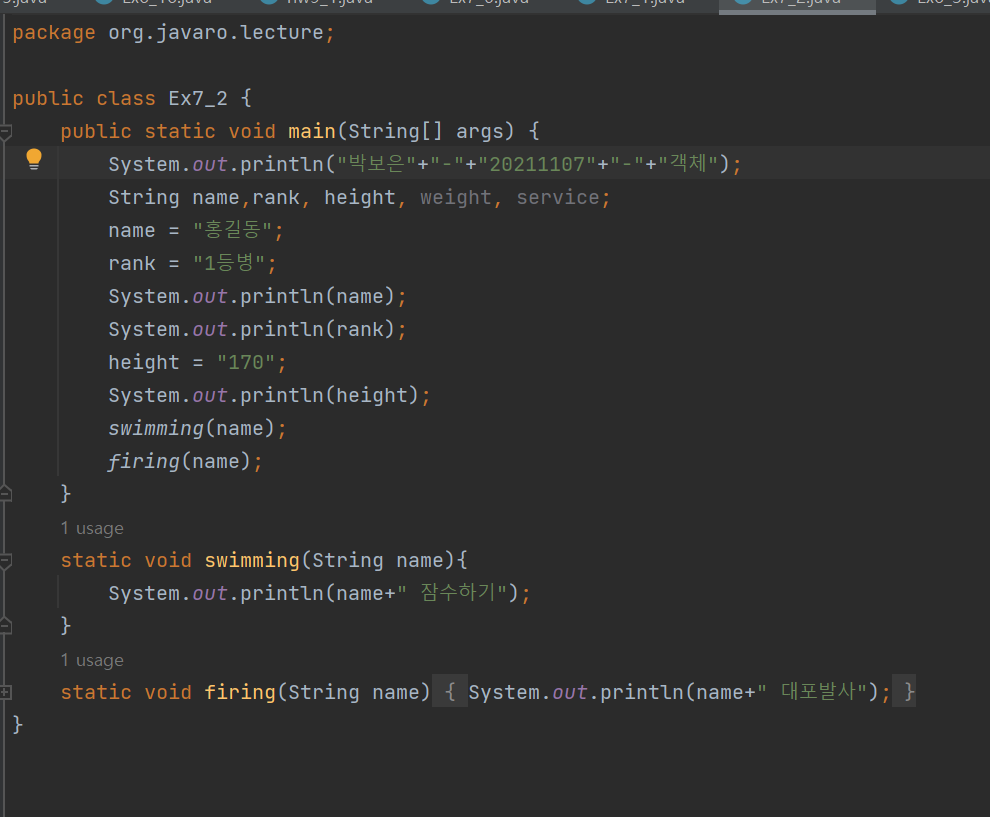 package org.javaro.lecture;
public class Ex7_2 {
public static void main(String[] args) {
System.out.println("박보은"+"-"+"20211107"+"-"+"객체");
String name,rank, height, weight, service;
name = "홍길동";
rank = "1등병";
System.out.println(name);
System.out.println(rank);
height = "170";
System.out.println(height);
swimming(name);
firing(name);
}
1 usage
static void swimming(String name){
System.out.println(name+" 잠수하기");
}
1 usage
static void firing(String name) { System.out.println(name+" 대포발사"); }
}